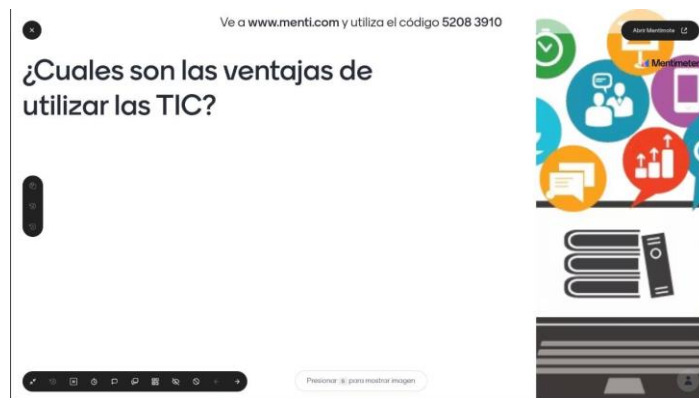 Ve a www.menti.com y utiliza el código 5208 3910
Abrir Mentimote
Mentimeter
¿Cuales son las ventajas de
utilizar las TIC?
Presionar para mostrar imagen